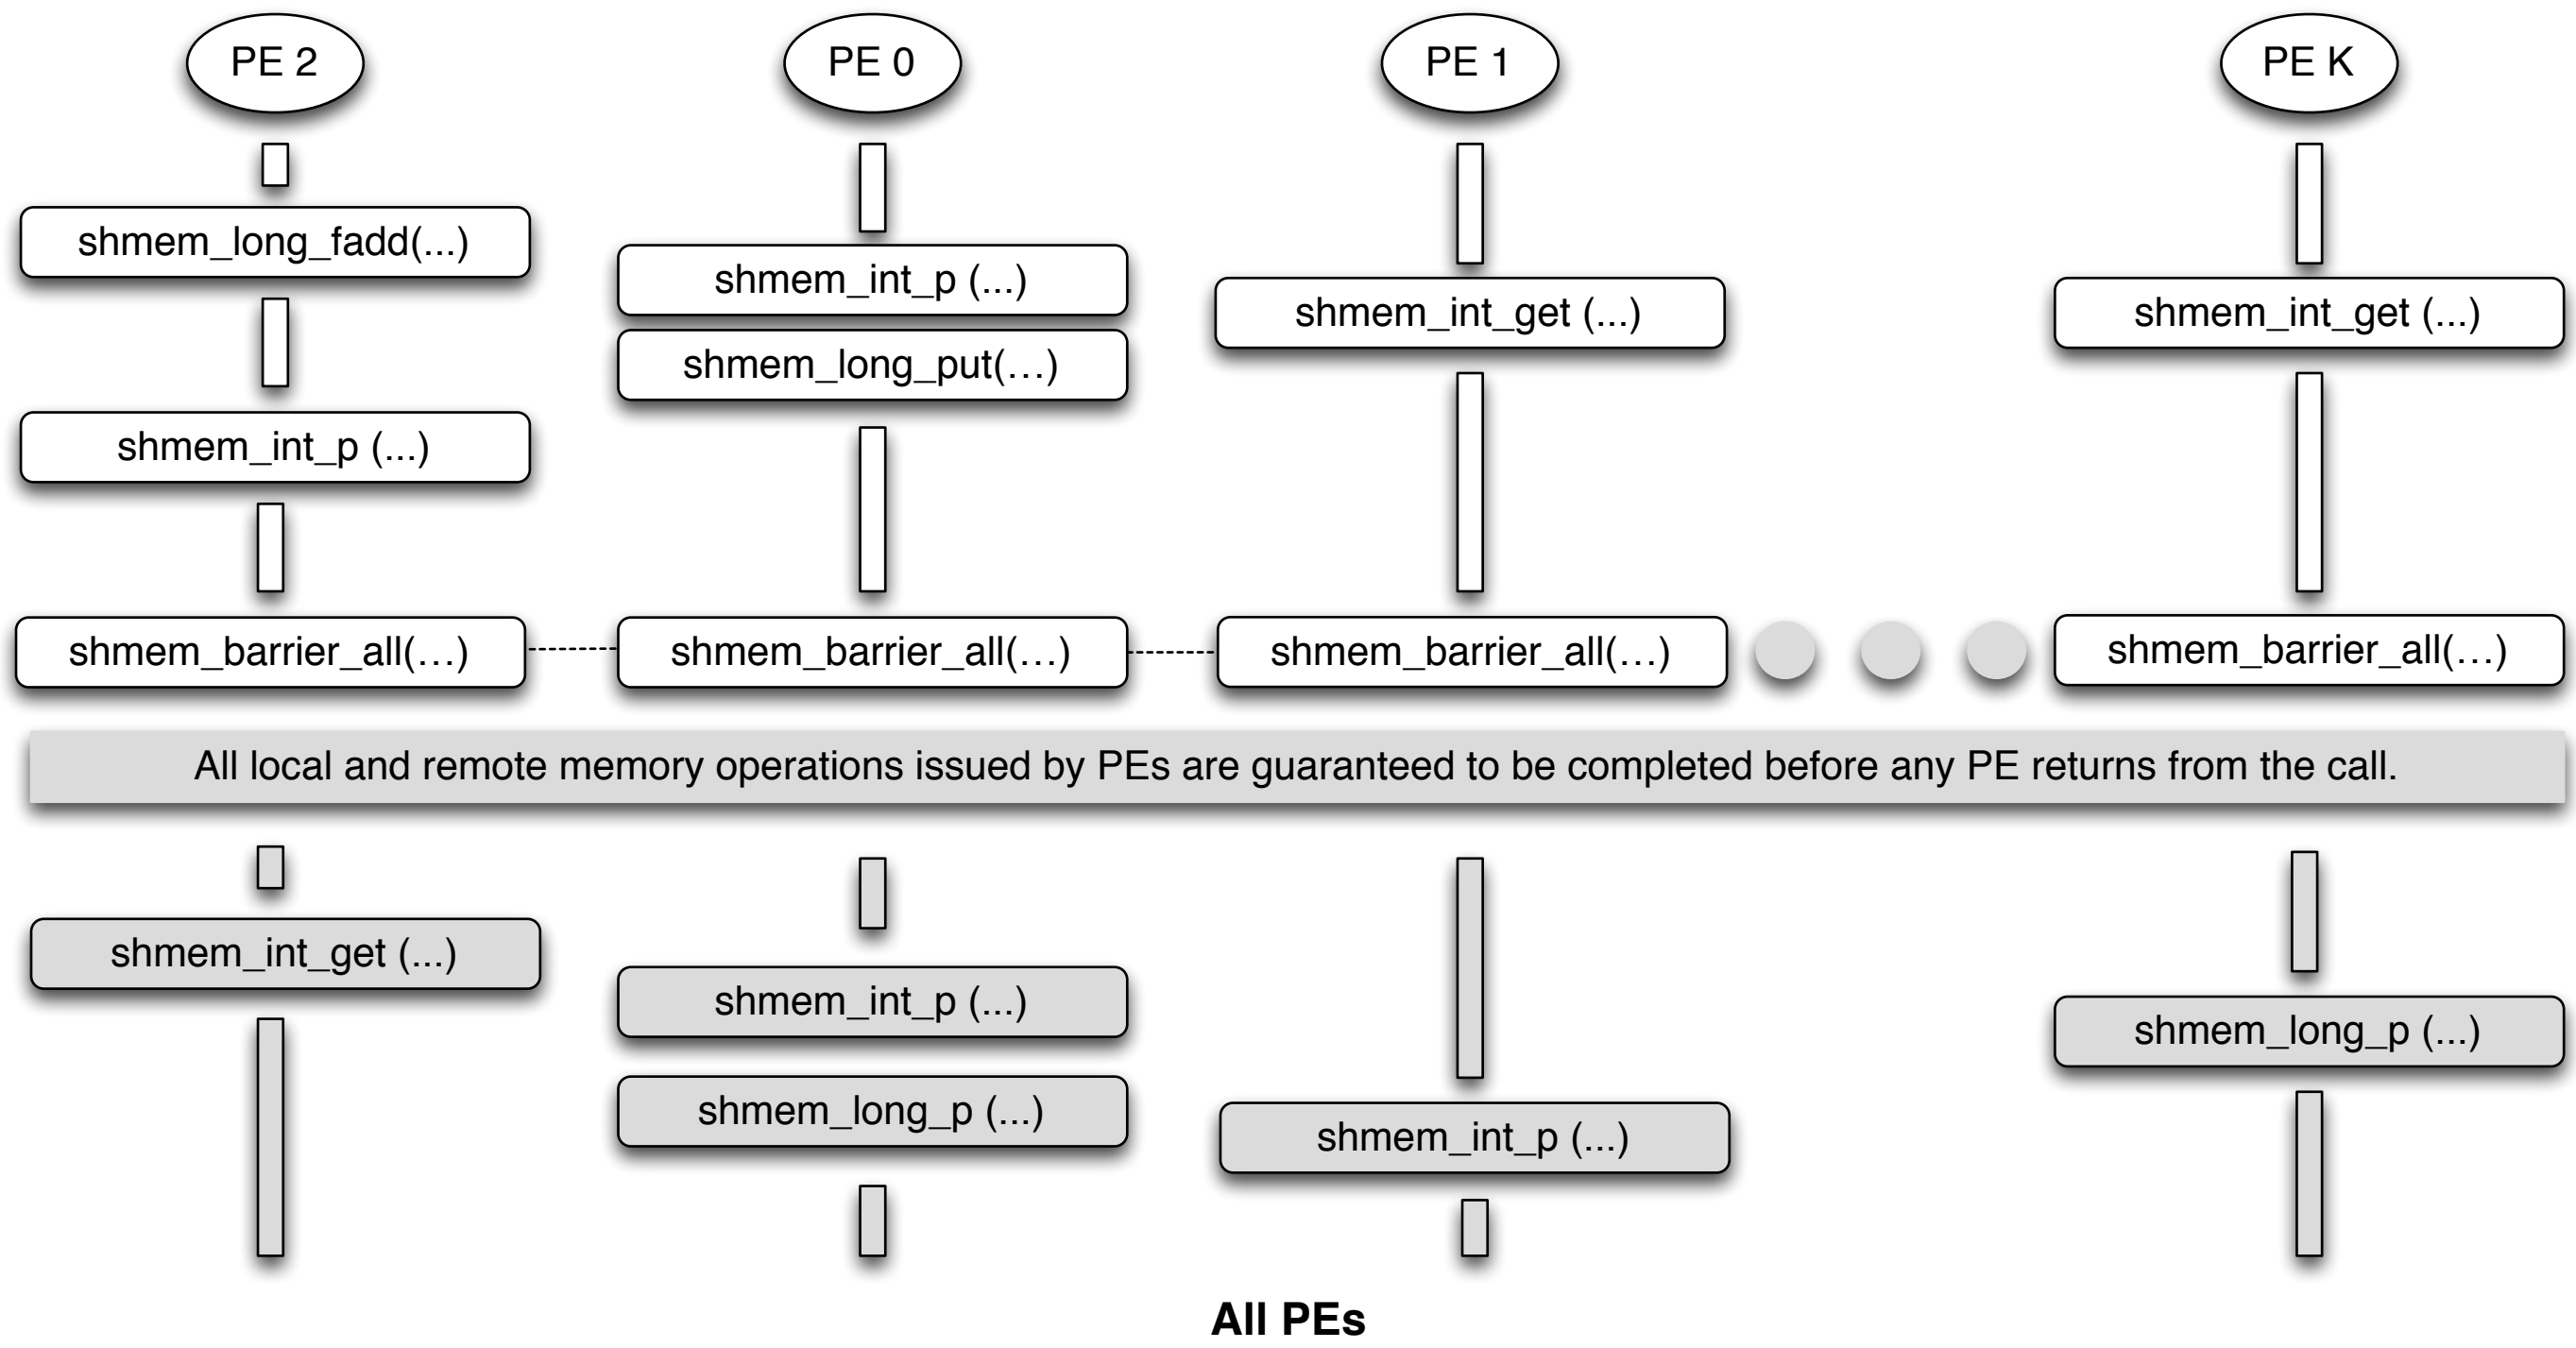 PE 2
PE 0
PE 1
PE K
shmem_long_fadd(...)
shmem_int_p (...)
shmem_int_get (...)
shmem_int_get (...)
shmem_long_put(…)
shmem_int_p (...)
shmem_barrier_all(…)
shmem_barrier_all(…)
shmem_barrier_all(…)
shmem_barrier_all(…)
All local and remote memory operations issued by PEs are guaranteed to be completed before any PE returns from the call.
shmem_int_get (...)
shmem_int_p (...)
shmem_long_p (...)
shmem_long_p (...)
shmem_int_p (...)
All PEs